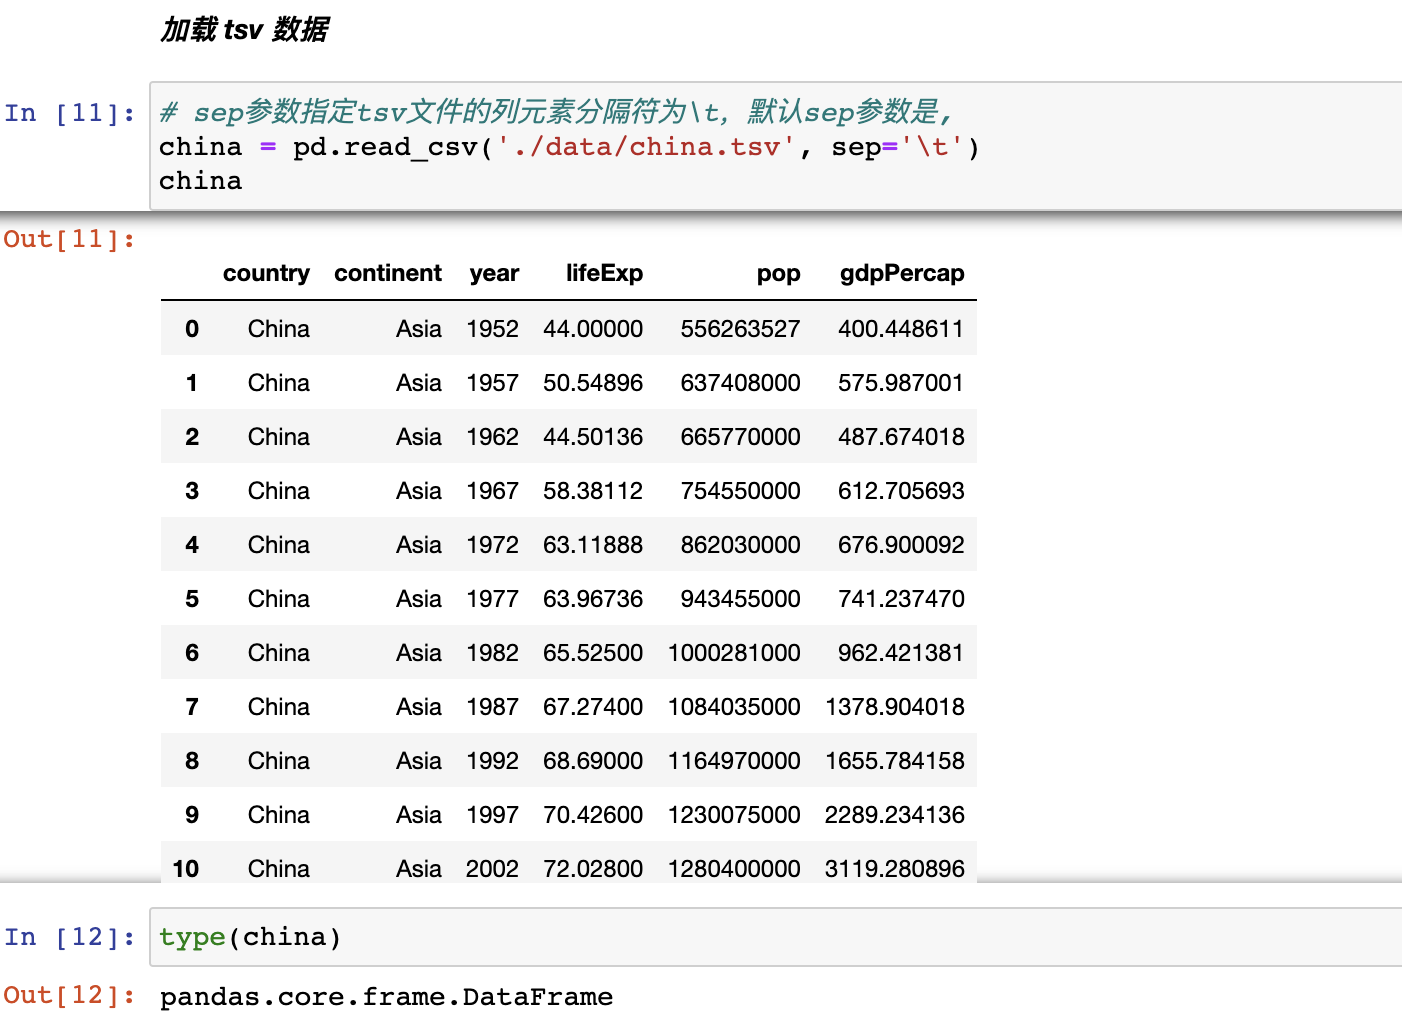 加载 tsv 数据
In [11]: # sep参数指定tsv文件的列元素分隔符为\t，默认sep参数是,
china = pd.read_csv('./data/china.tsv', sep='\t')
china
Out[11]:
country continent year lifeExp pop gdpPercap
0 China Asia 1952 44.00000 556263527 400.448611
1 China Asia 1957 50.54896 637408000 575.987001
2 China Asia 1962 44.50136 665770000 487.674018
3 China Asia 1967 58.38112 754550000 612.705693
4 China Asia 1972 63.11888 862030000 676.900092
5 China Asia 1977 63.96736 943455000 741.237470
6 China Asia 1982 65.52500 1000281000 962.421381
7 China Asia 1987 67.27400 1084035000 1378.904018
8 China Asia 1992 68.69000 1164970000 1655.784158
9 China Asia 1997 70.42600 1230075000 2289.234136
10 China Asia 2002 72.02800 1280400000 3119.280896
In [12]: type(china)
Out[12]: pandas.core.frame.DataFrame